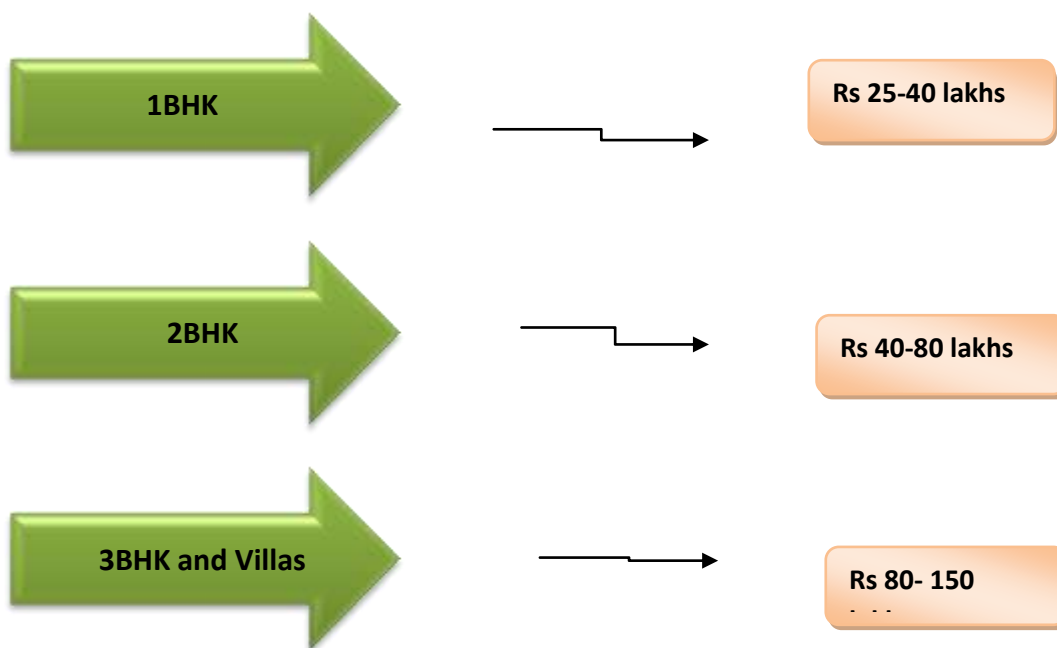 1BHK
Rs 25-40 lakhs
2BHK
Rs 40-80 lakhs
3BHK and Villas
Rs 80- 150